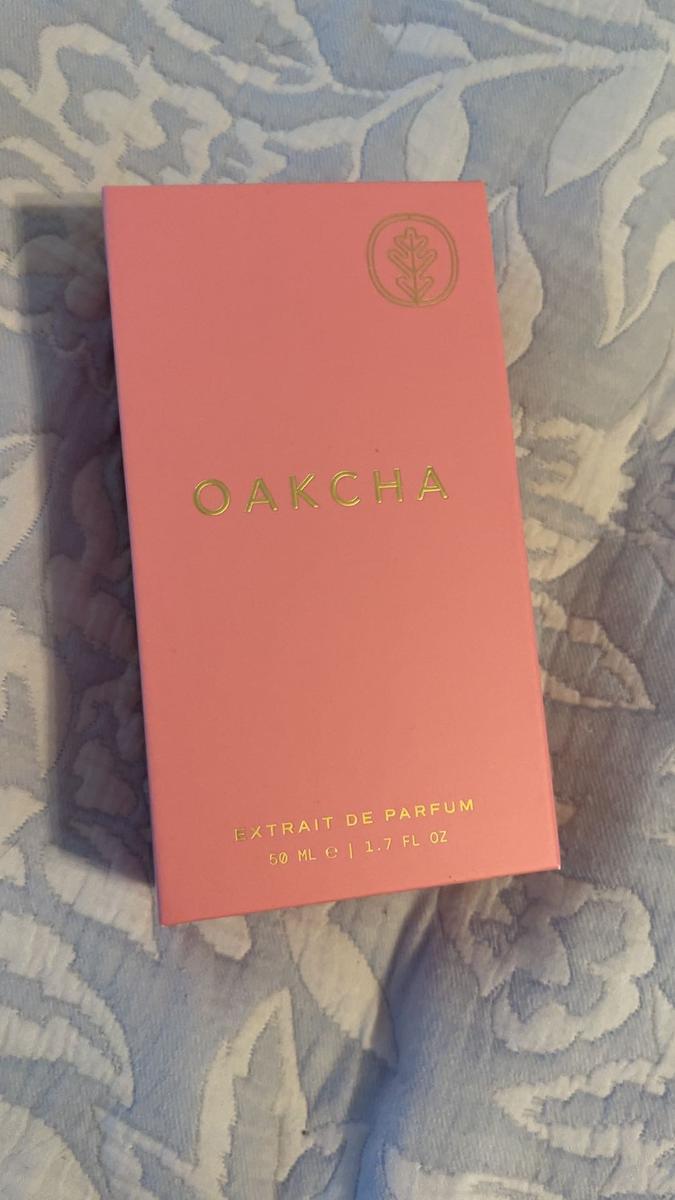 OAKCHA
EXTRAIT DE PARFUM
50 ML ℮ | 1.7 FL OZ